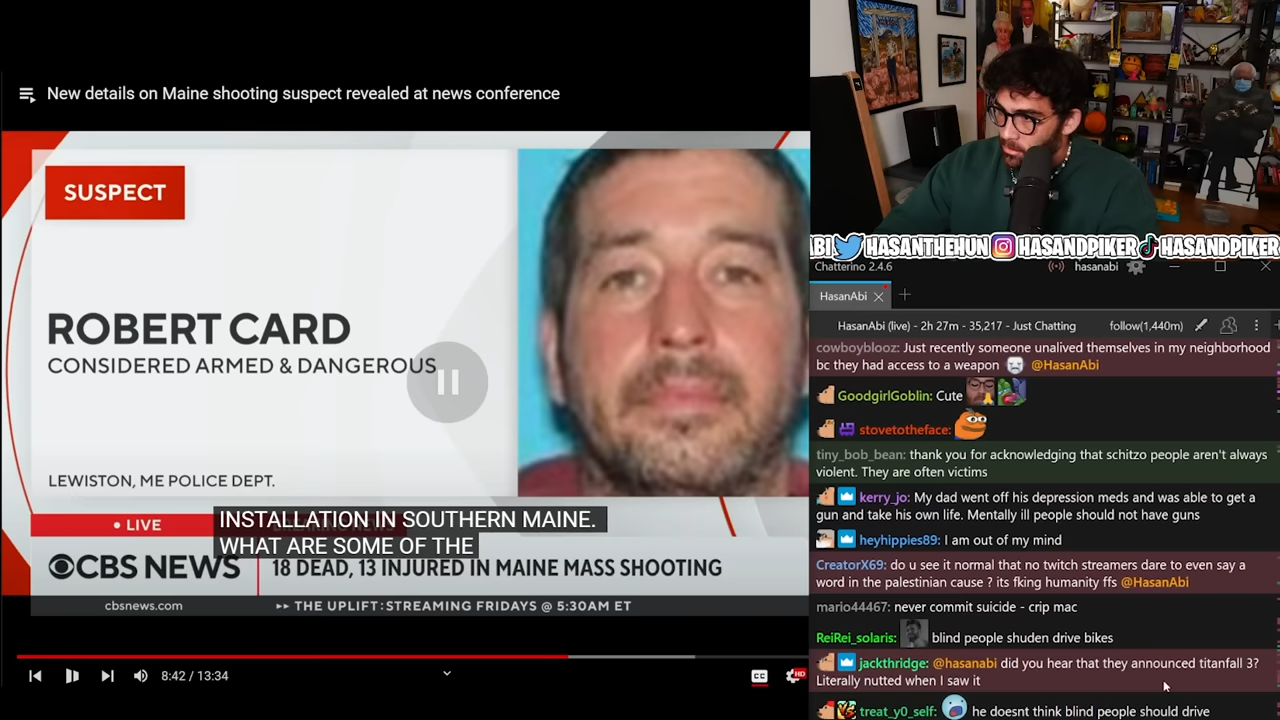 New details on Maine shooting suspect revealed at news conference
SUSPECT
ROBERT CARD
CONSIDERED ARMED & DANGEROUS
LEWISTON, ME POLICE DEPT.
• LIVE
INSTALLATION IN SOUTHERN MAINE.
WHAT ARE SOME OF THE
CBS NEWS
18 DEAD, 13 INJURED IN MAINE MASS SHOOTING
cbsnews.com
THE UPLIFT: STREAMING FRIDAYS @ 5:30AM ET
8:42 / 13:34
CC
HD
HASANTHEHUN HASANDPIKER HASANDPIKER
Chatterino 2.4.6
hasanabi
HasanAbi
HasanAbi (live) - 2h 27m - 35,217 - Just Chatting
follow(1,440m)
cowboyblooz: Just recently someone unalived themselves in my neighborhood
bc they had access to a weapon @HasanAbi
GoodgirlGoblin: Cute
stovetotheface:
tiny_bob_bean: thank you for acknowledging that schitzo people aren't always
violent. They are often victims
kerry_jo: My dad went off his depression meds and was able to get a
gun and take his own life. Mentally ill people should not have guns
heyhippies89: I am out of my mind
CreatorX69: do u see it normal that no twitch streamers dare to even say a
word in the palestinian cause ? its fking humanity ffs @HasanAbi
mario44467: never commit suicide - crip mac
ReiRei_solaris: blind people shuden drive bikes
jackthridge: @hasanabi did you hear that they announced titanfall 3?
Literally nutted when I saw it
treat_y0_self: he doesnt think blind people should drive